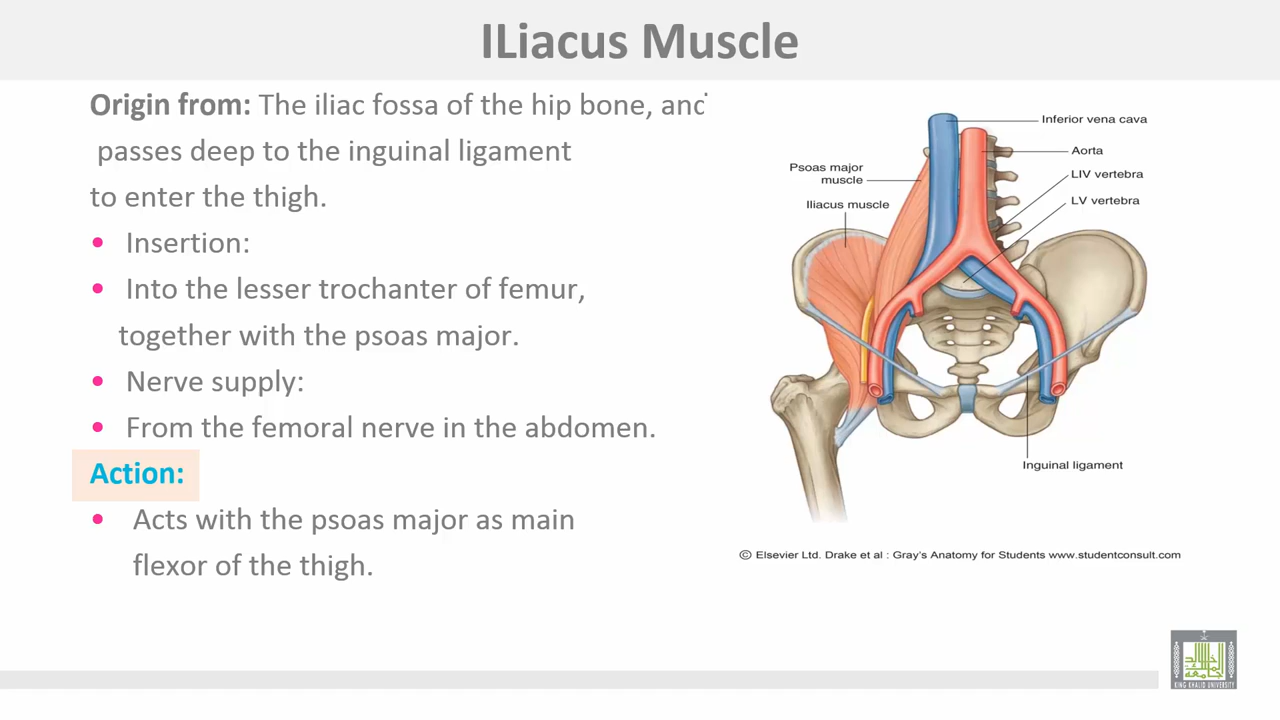 ILiacus Muscle
Origin from: The iliac fossa of the hip bone, and
passes deep to the inguinal ligament
to enter the thigh.
• Insertion:
• Into the lesser trochanter of femur,
together with the psoas major.
• Nerve supply:
• From the femoral nerve in the abdomen.
Action:
• Acts with the psoas major as main
flexor of the thigh.
Inferior vena cava
Aorta
Psoas major
muscle
LIV vertebra
LV vertebra
Iliacus muscle
Inguinal ligament
© Elsevier Ltd. Drake et al : Gray's Anatomy for Students www.studentconsult.com
KING KHALID UNIVERSITY